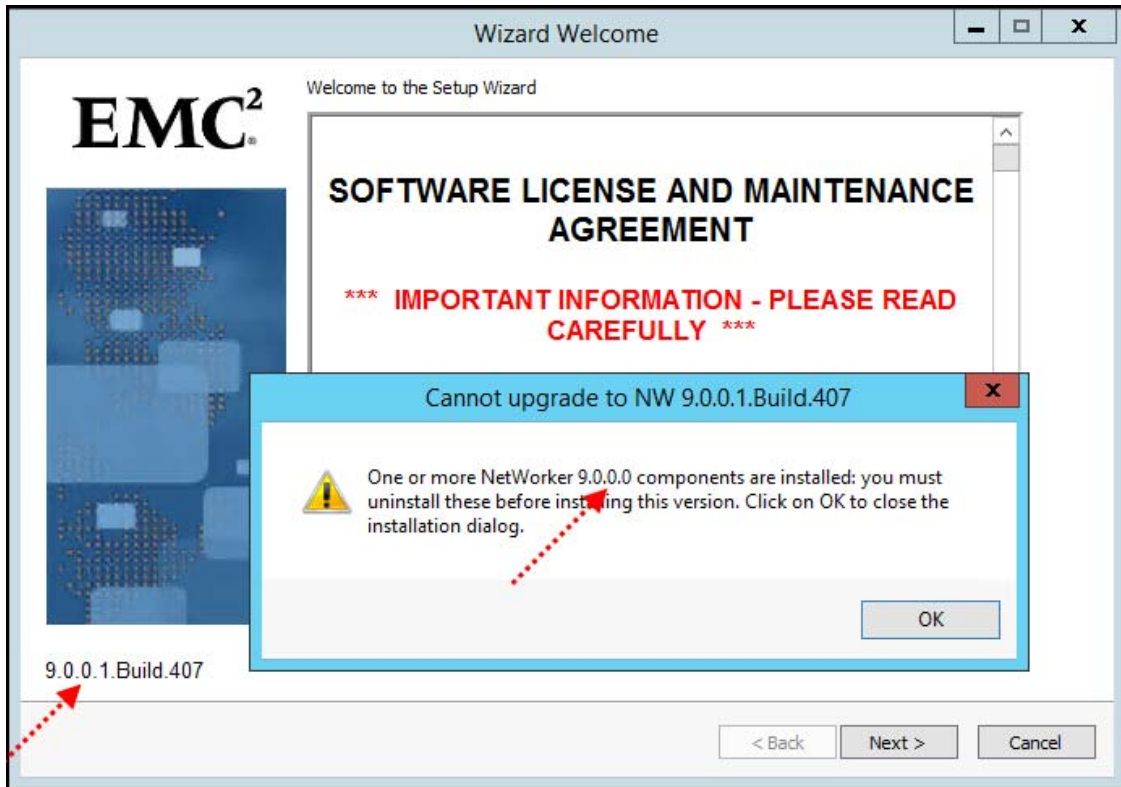 Wizard Welcome
Welcome to the Setup Wizard
EMC²
SOFTWARE LICENSE AND MAINTENANCE
AGREEMENT
*** IMPORTANT INFORMATION - PLEASE READ
CAREFULLY ***
Cannot upgrade to NW 9.0.0.1.Build.407
One or more NetWorker 9.0.0.0 components are installed: you must
uninstall these before installing this version. Click on OK to close the
installation dialog.
OK
9.0.0.1.Build.407
< Back Next > Cancel